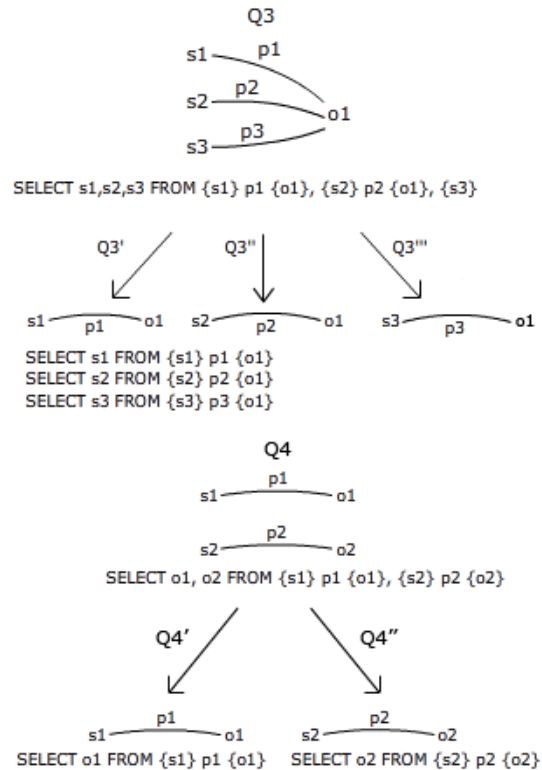 Q3
s1 p1
s2 p2 o1
s3 p3
SELECT s1,s2,s3 FROM {s1} p1 {o1}, {s2} p2 {o1}, {s3}
Q3' Q3'' Q3'''
s1 p1 o1 s2 p2 o1 s3 p3 o1
SELECT s1 FROM {s1} p1 {o1}
SELECT s2 FROM {s2} p2 {o1}
SELECT s3 FROM {s3} p3 {o1}
Q4
p1
s1 o1
p2
s2 o2
SELECT o1, o2 FROM {s1} p1 {o1}, {s2} p2 {o2}
Q4' Q4''
p1 p2
s1 o1 s2 o2
SELECT o1 FROM {s1} p1 {o1} SELECT o2 FROM {s2} p2 {o2}